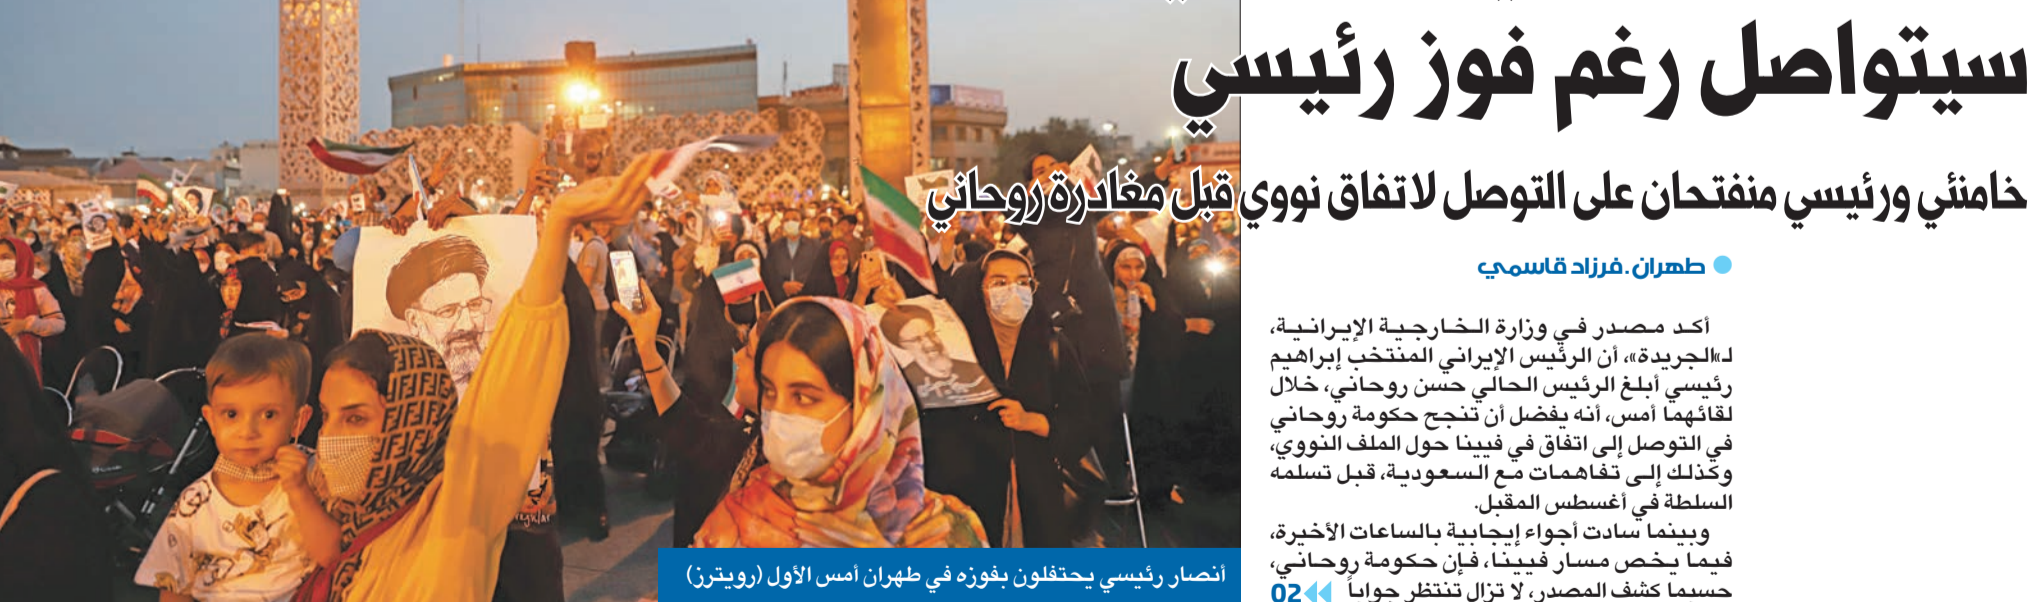 سيتواصل رغم فوز رئيسي
خامنئي ورئيسي منفتحان على التوصل لاتفاق نووي قبل مغادرة روحاني
● طهران - فرزاد قاسمي
أكد مصدر في وزارة الخارجية الإيرانية،
لـ«الجريدة»، أن الرئيس الإيراني المنتخب إبراهيم
رئيسي أبلغ الرئيس الحالي حسن روحاني، خلال
لقائهما أمس، أنه يفضل أن تنجح حكومة روحاني
في التوصل إلى اتفاق في فيينا حول الملف النووي،
وكذلك إلى تفاهمات مع السعودية، قبل تسلمه
السلطة في أغسطس المقبل.
وبينما سادت أجواء إيجابية بالساعات الأخيرة،
فيما يخص مسار فيينا، فإن حكومة روحاني،
حسبما كشف المصدر، لا تزال تنتظر جواباً 02
أنصار رئيسي يحتفلون بفوزه في طهران أمس الأول (رويترز)